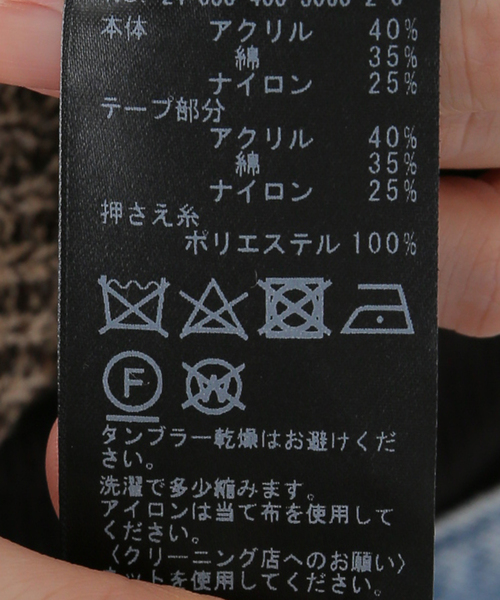 本体 アクリル 40%
綿 35%
ナイロン 25%
テープ部分
アクリル 40%
綿 35%
ナイロン 25%
押さえ糸
ポリエステル 100%
F
W
タンブラー乾燥はお避けくだ
さい。
洗濯で多少縮みます。
アイロンは当て布を使用して
ください。
〈クリーニング店へのお願い〉
ネットを使用してください。